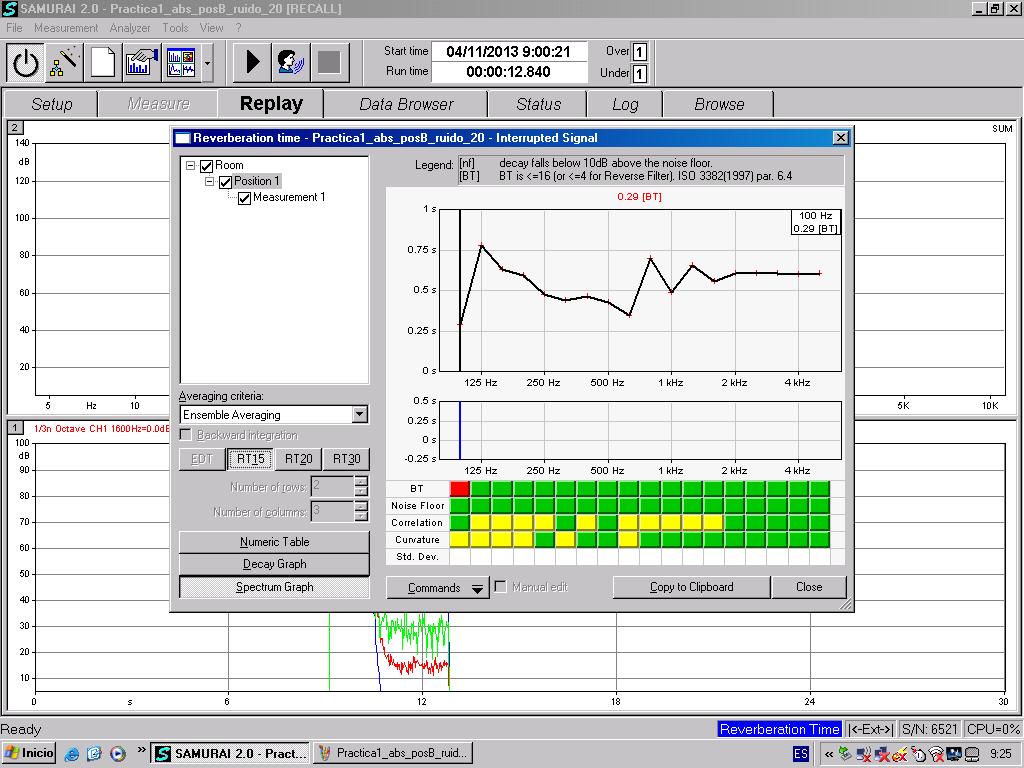 SAMURAI 2.0 - Practica1_abs_posB_ruido_20 [RECALL]
File Measurement Analyzer Tools View ?
Start time 04/11/2013 9:00:21 Over 1
Run time 00:00:12.840 Under 1
Setup Measure Replay Data Browser Status Log Browse
2 SUM
140
dB
120
100
80
60
40
20
5 Hz 10 5K 10K
1 1/3n Octave CH1 1600Hz=0.0dB
100
dB
90
80
70
60
50
40
30
20
10
0 s 6 12 18 24 30
Reverberation time - Practica1_abs_posB_ruido_20 - Interrupted Signal
Room
Position 1
Measurement 1
Averaging criteria:
Ensemble Averaging
Backward integration
EDT RT15 RT20 RT30
Number of rows: 2
Number of columns: 3
Numeric Table
Decay Graph
Spectrum Graph
Legend: [nf] decay falls below 10dB above the noise floor.
[BT] BT is <=16 (or <=4 for Reverse Filter). ISO 3382(1997) par. 6.4
0.29 [BT]
1 s
100 Hz
0.29 [BT]
0.75 s
0.5 s
0.25 s
0 s
125 Hz 250 Hz 500 Hz 1 kHz 2 kHz 4 kHz
0.5 s
0.25 s
0 s
-0.25 s
125 Hz 250 Hz 500 Hz 1 kHz 2 kHz 4 kHz
BT
Noise Floor
Correlation
Curvature
Std. Dev.
Commands Manual edit Copy to Clipboard Close
Ready Reverberation Time |<-Ext->| S/N: 6521 CPU=0%
Inicio » SAMURAI 2.0 - Pract... Practica1_abs_posB_ruid... ES « 9:25